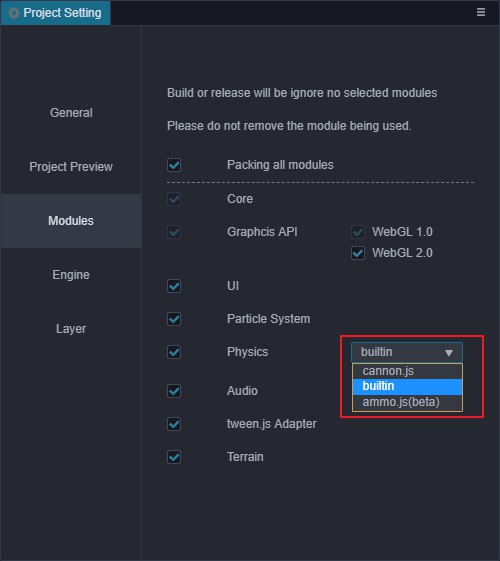 Project Setting
General
Project Preview
Modules
Engine
Layer
Build or release will be ignore no selected modules
Please do not remove the module being used.
Packing all modules
Core
Graphcis API
WebGL 1.0
WebGL 2.0
UI
Particle System
Physics
builtin
cannon.js
builtin
ammo.js(beta)
Audio
tween.js Adapter
Terrain